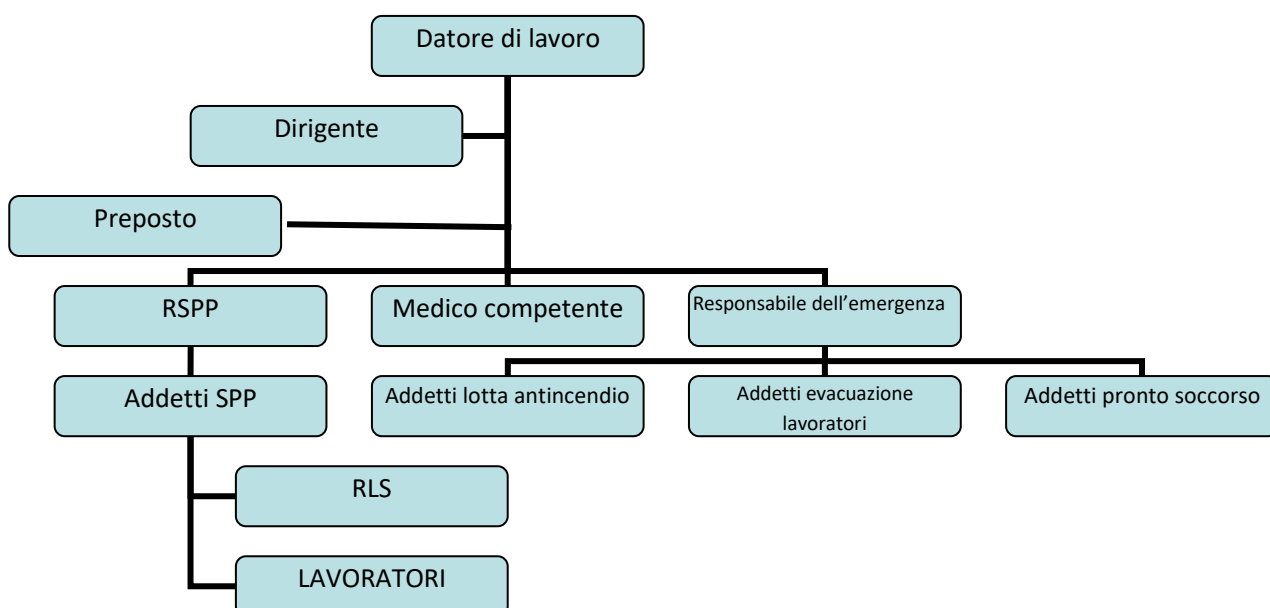 Datore di lavoro
Dirigente
Preposto
RSPP
Medico competente
Responsabile dell’emergenza
Addetti SPP
Addetti lotta antincendio
Addetti evacuazione
lavoratori
Addetti pronto soccorso
RLS
LAVORATORI